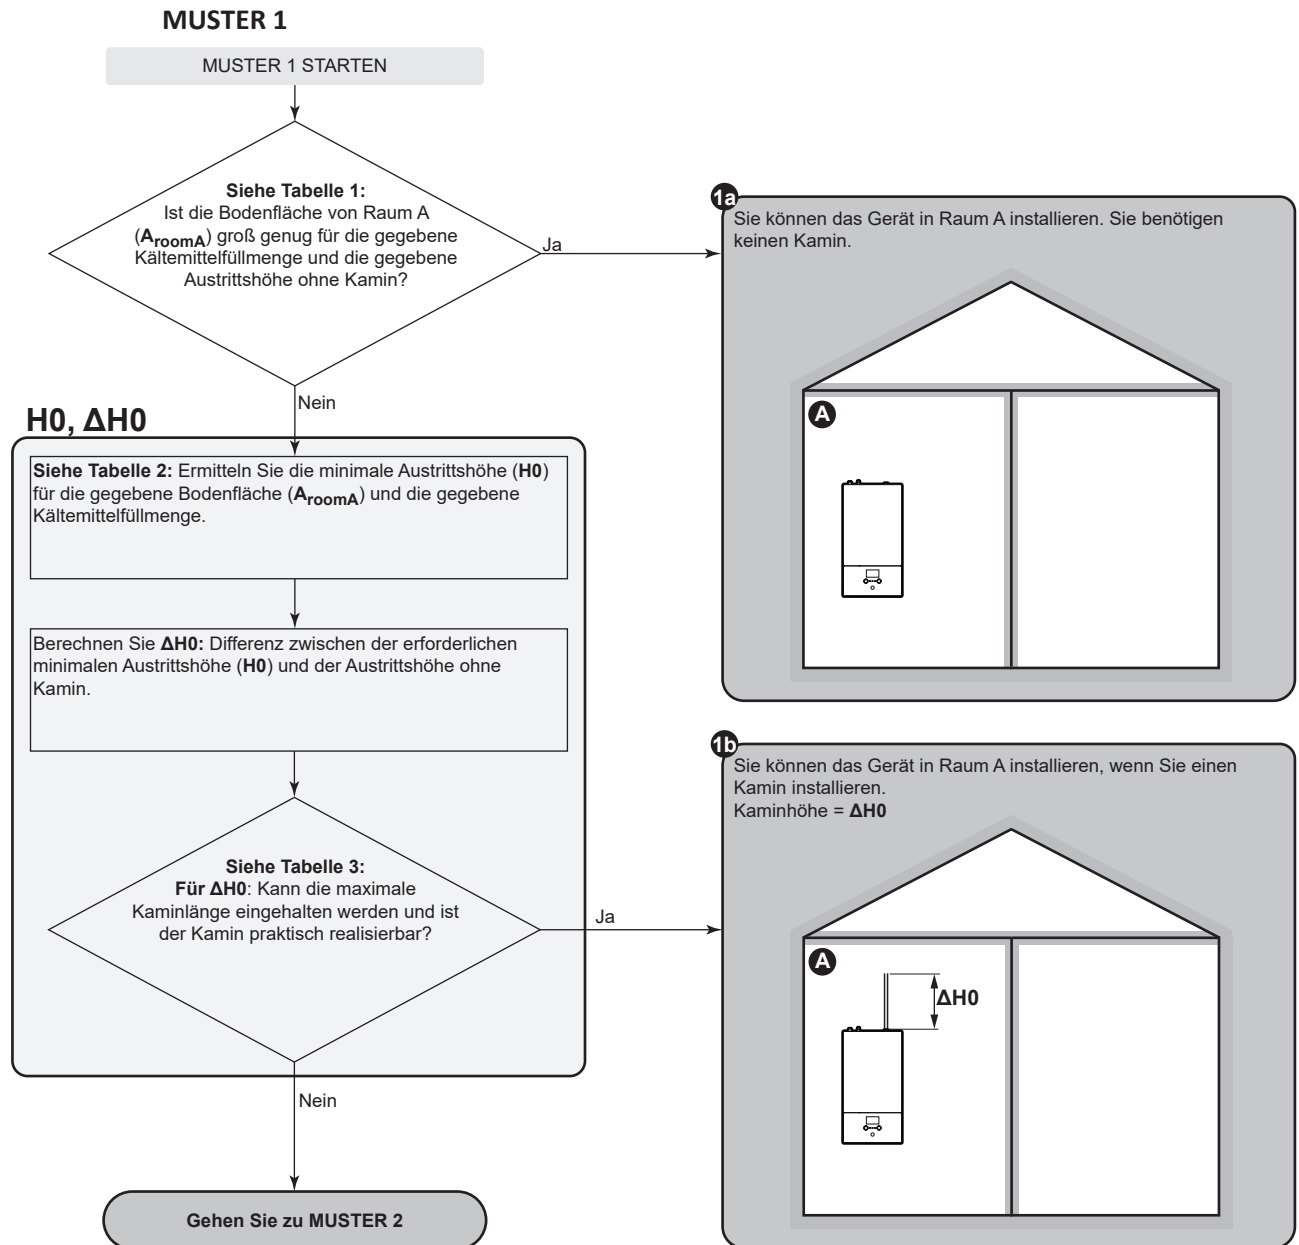 MUSTER 1
MUSTER 1 STARTEN
Siehe Tabelle 1:
Ist die Bodenfläche von Raum A
(AroomA) groß genug für die gegebene
Kältemittelfüllmenge und die gegebene
Austrittshöhe ohne Kamin?
Ja
1a
Sie können das Gerät in Raum A installieren. Sie benötigen
keinen Kamin.
A
Nein
H0, ΔH0
Siehe Tabelle 2: Ermitteln Sie die minimale Austrittshöhe (H0)
für die gegebene Bodenfläche (AroomA) und die gegebene
Kältemittelfüllmenge.
Berechnen Sie ΔH0: Differenz zwischen der erforderlichen
minimalen Austrittshöhe (H0) und der Austrittshöhe ohne
Kamin.
Siehe Tabelle 3:
Für ΔH0: Kann die maximale
Kaminlänge eingehalten werden und ist
der Kamin praktisch realisierbar?
Ja
1b
Sie können das Gerät in Raum A installieren, wenn Sie einen
Kamin installieren.
Kaminhöhe = ΔH0
A
ΔH0
Nein
Gehen Sie zu MUSTER 2